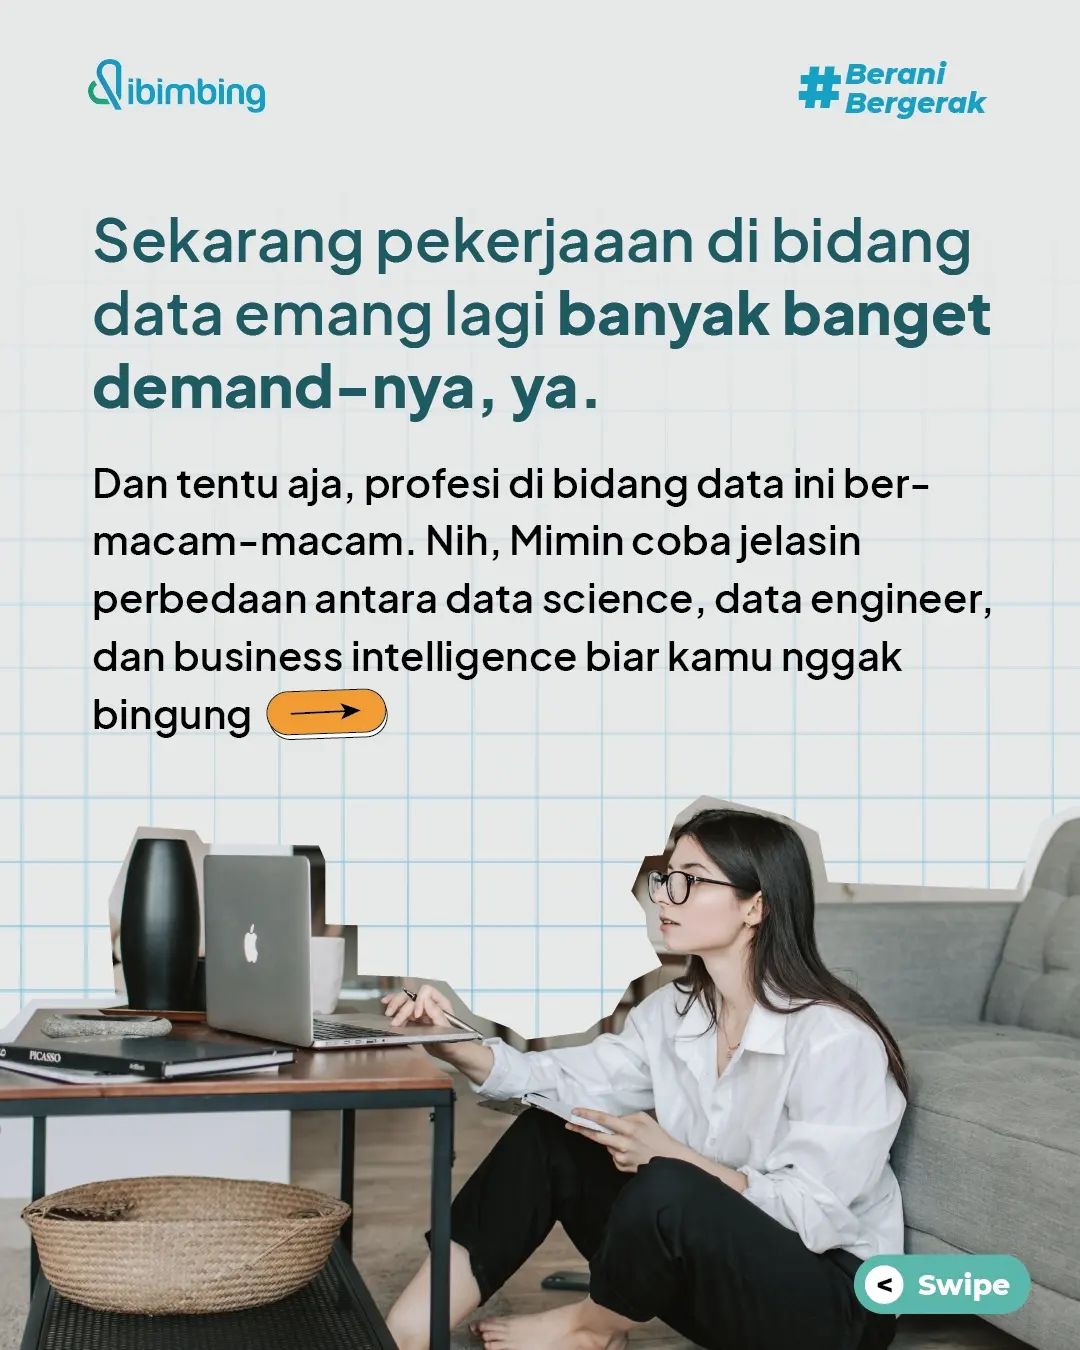 ibimbing
#Berani
Bergerak
Sekarang pekerjaaan di bidang
data emang lagi banyak banget
demand-nya, ya.
Dan tentu aja, profesi di bidang data ini ber-
macam-macam. Nih, Mimin coba jelasin
perbedaan antara data science, data engineer,
dan business intelligence biar kamu nggak
bingung
PICASSO
< Swipe